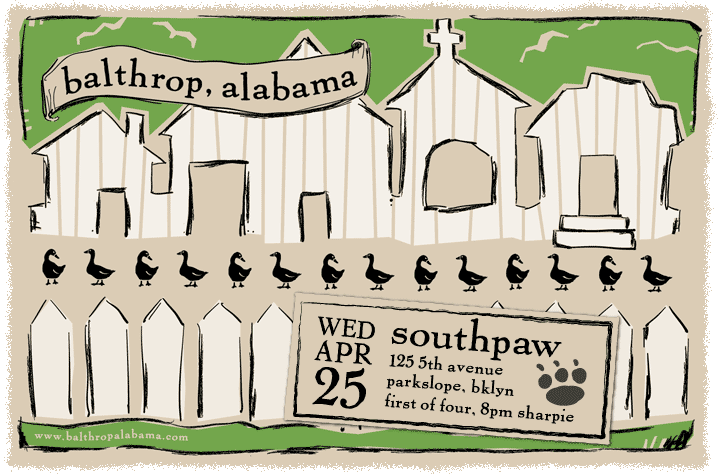 balthrop, alabama
WED
APR
25
southpaw
125 5th avenue
parkslope, bklyn
first of four, 8pm sharpie
www.balthropalabama.com